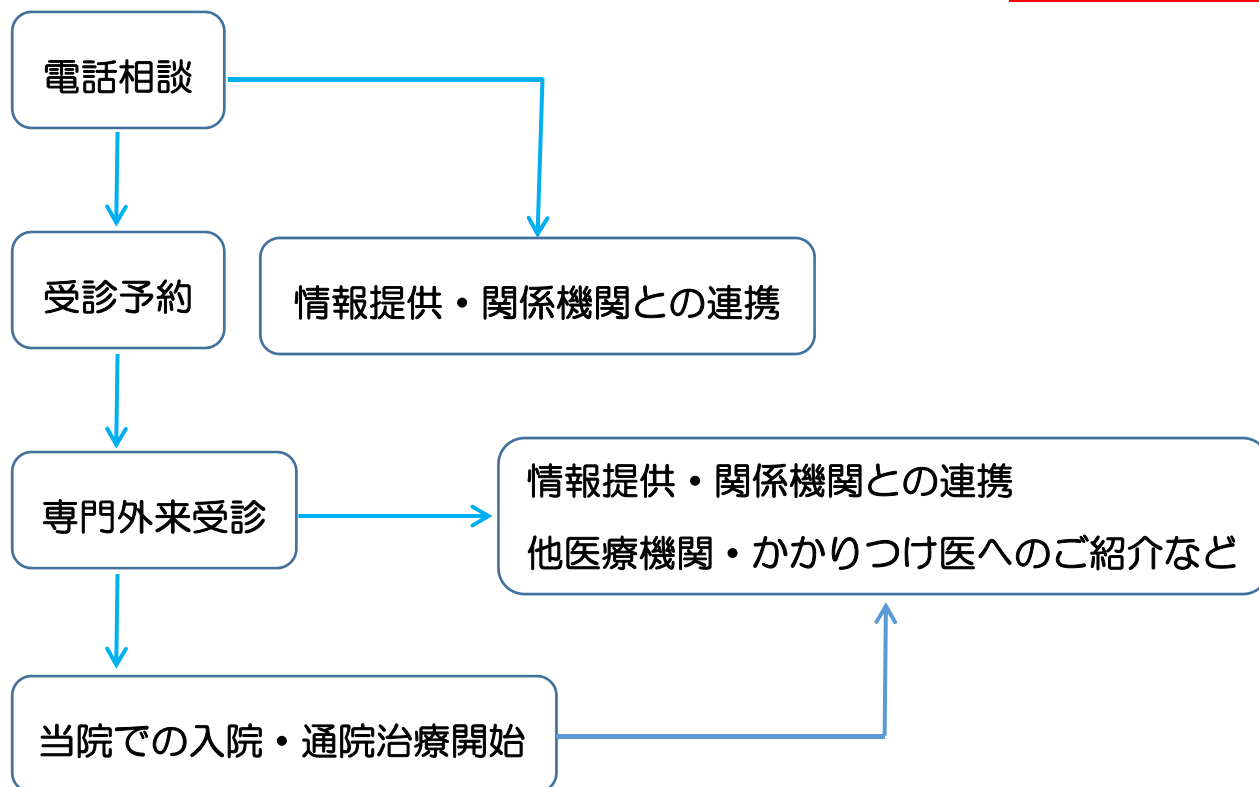 電話相談
受診予約
情報提供・関係機関との連携
専門外来受診
情報提供・関係機関との連携
他医療機関・かかりつけ医へのご紹介など
当院での入院・通院治療開始